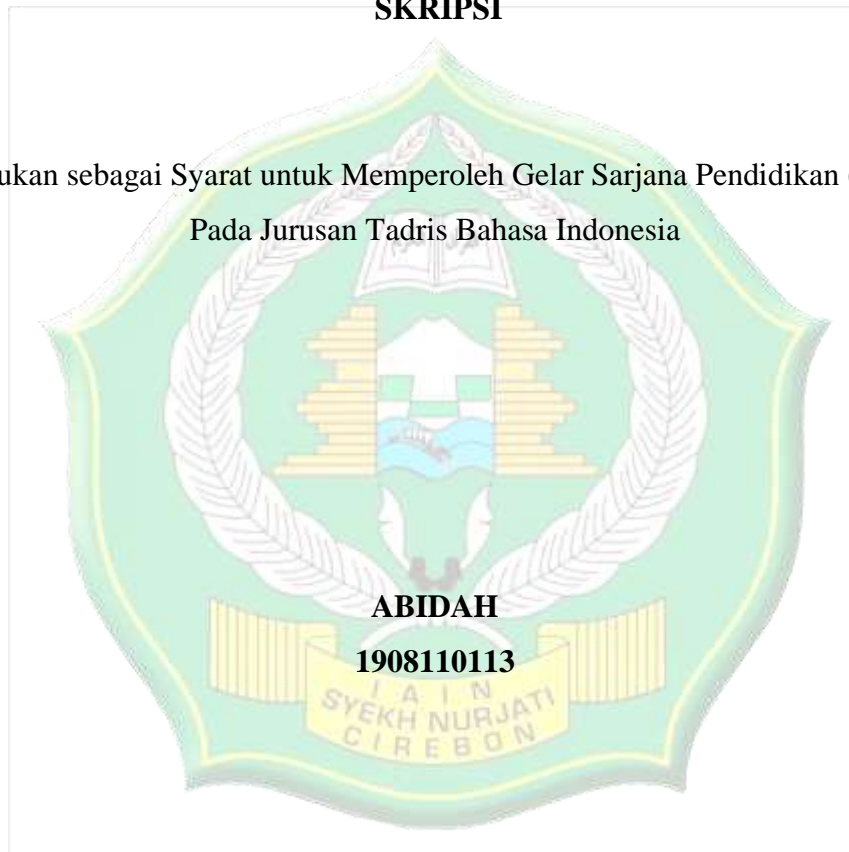 SKRIPSI
ukan sebagai Syarat untuk Memperoleh Gelar Sarjana Pendidikan (
Pada Jurusan Tadris Bahasa Indonesia
ABIDAH
1908110113
I A I N
SYEKH NURJATI
CIREBON